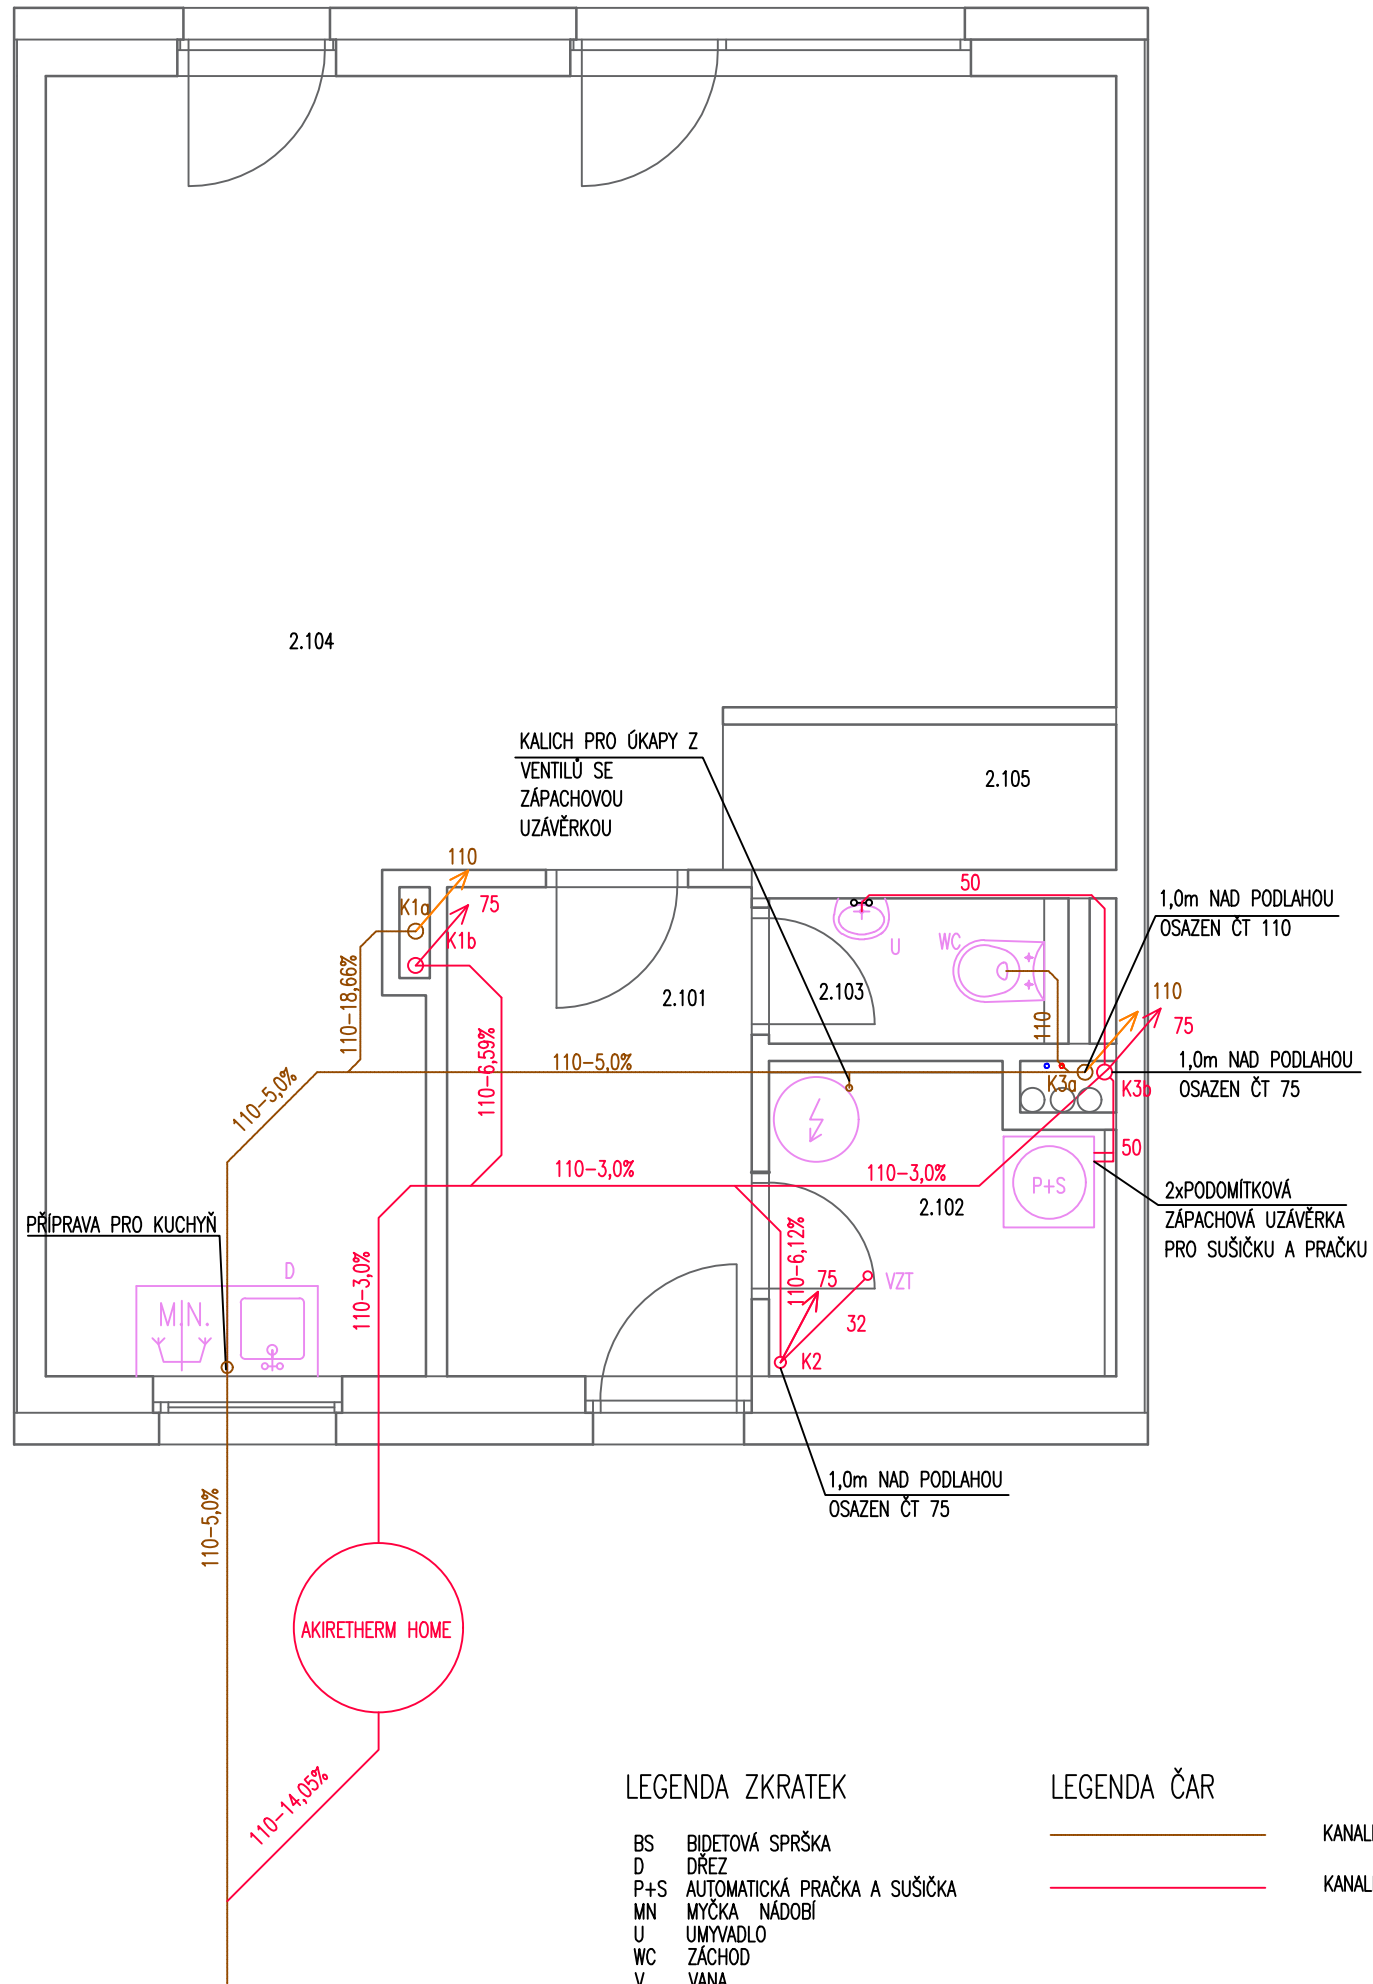 2.104
KALICH PRO ÚKAPY Z
VENTILŮ SE
ZÁPACHOVOU
UZÁVĚRKOU
2.105
110
K1a
75
K1b
50
1,0m NAD PODLAHOU
OSAZEN ČT 110
U
WC
110-18,66%
2.101
2.103
110
110
75
110-6,59%
110-5,0%
K3a
1,0m NAD PODLAHOU
OSAZEN ČT 75
K3b
110-5,0%
50
110-3,0%
110-3,0%
P+S
2.102
2xPODOMÍTKOVÁ
ZÁPACHOVÁ UZÁVĚRKA
PRO SUŠIČKU A PRAČKU
PŘÍPRAVA PRO KUCHYŇ
D
110-3,0%
110-6,12%
75
VZT
M.N.
32
K2
1,0m NAD PODLAHOU
OSAZEN ČT 75
110-5,0%
AKIRETHERM HOME
110-14,05%
LEGENDA ZKRATEK
LEGENDA ČAR
BS BIDETOVÁ SPRŠKA
D DŘEZ
P+S AUTOMATICKÁ PRAČKA A SUŠIČKA
MN MYČKA NÁDOBÍ
U UMYVADLO
WC ZÁCHOD
V VANA